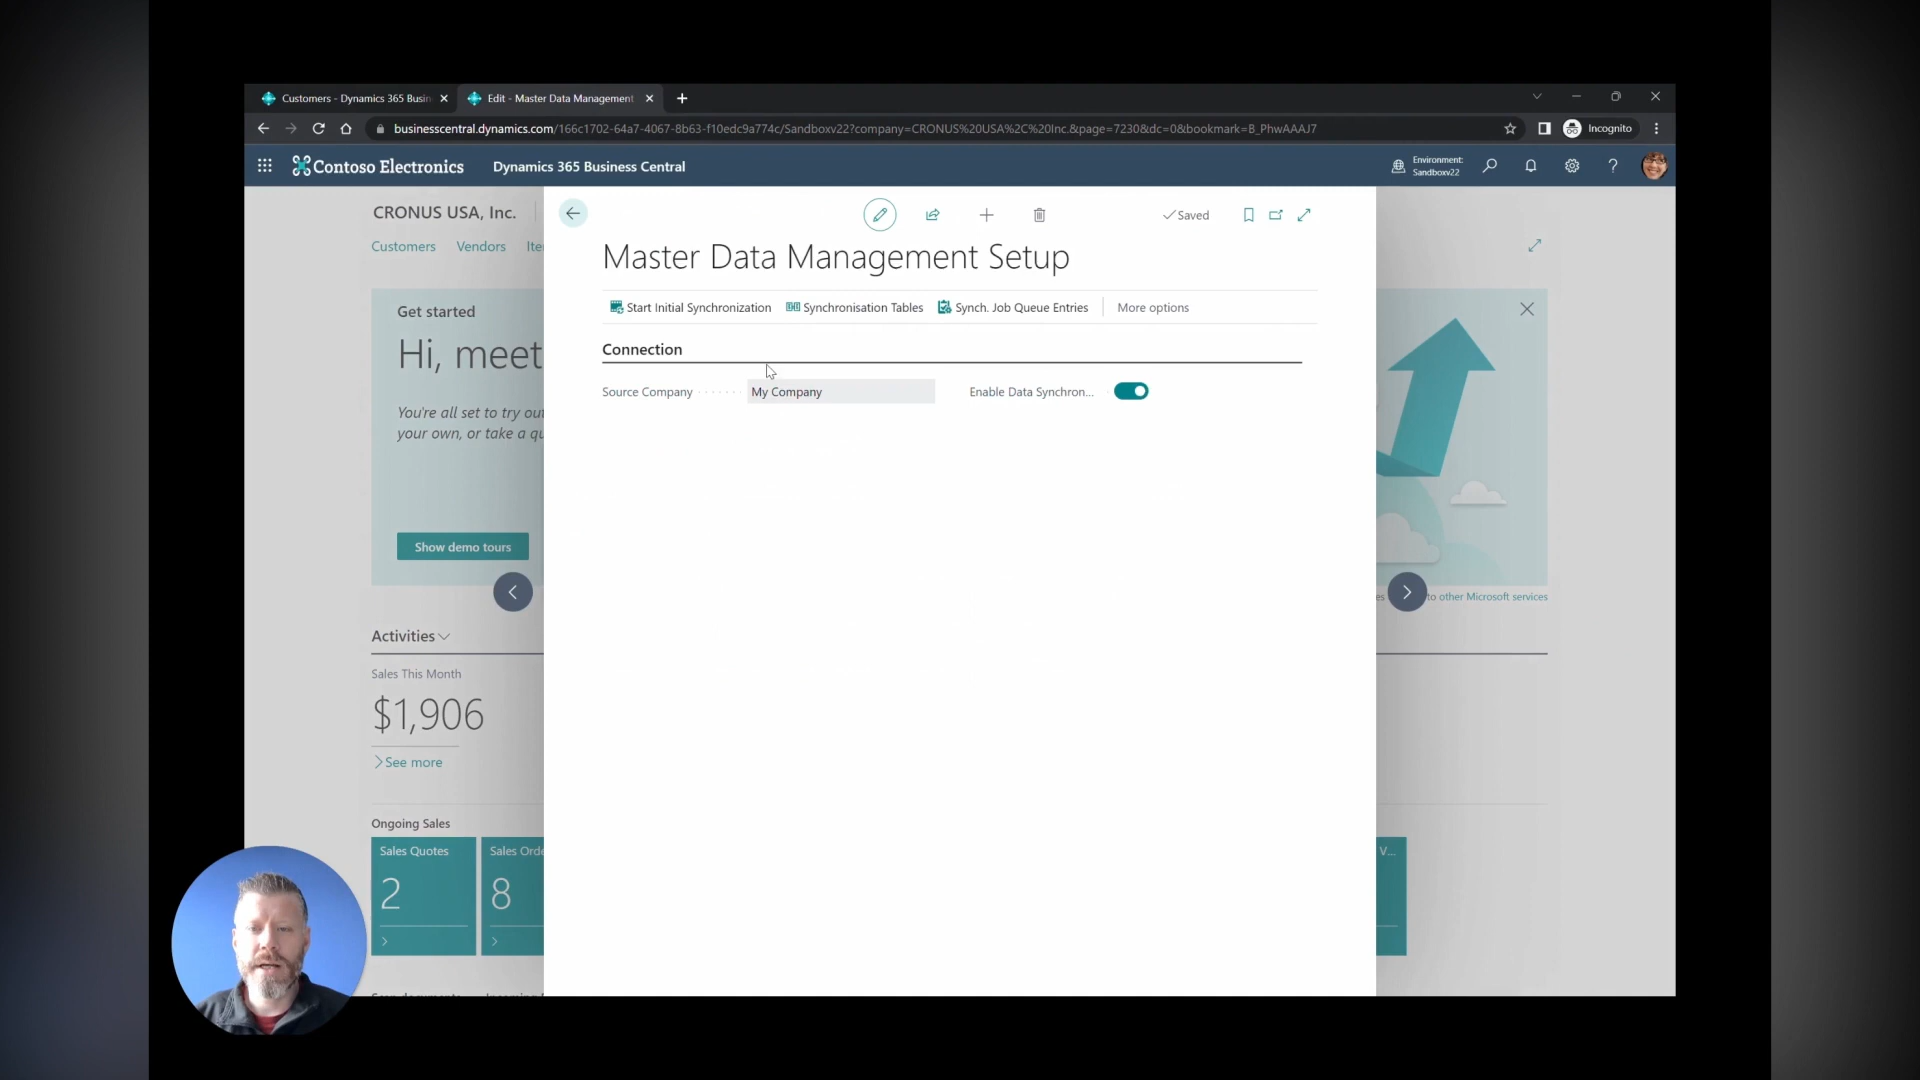 Customers - Dynamics 365 Busin
Edit - Master Data Management
businesscentral.dynamics.com/166c1702-64a7-4067-8b63-f10edc9a774c/Sandboxv22?company=CRONUS%20USA%2C%20Inc.&page=7230&dc=0&bookmark=B_PhwAAAJ7
Incognito
Contoso Electronics
Dynamics 365 Business Central
Environment:
Sandboxv22
CRONUS USA, Inc.
Saved
Customers
Vendors
Ite
Master Data Management Setup
Start Initial Synchronization
Synchronisation Tables
Synch. Job Queue Entries
More options
Get started
Hi, meet
Connection
Source Company
My Company
Enable Data Synchron...
You're all set to try out
your own, or take a qu
Show demo tours
to other Microsoft services
Activities
Sales This Month
$1,906
See more
Ongoing Sales
Sales Quotes
2
Sales Orde
8
V...